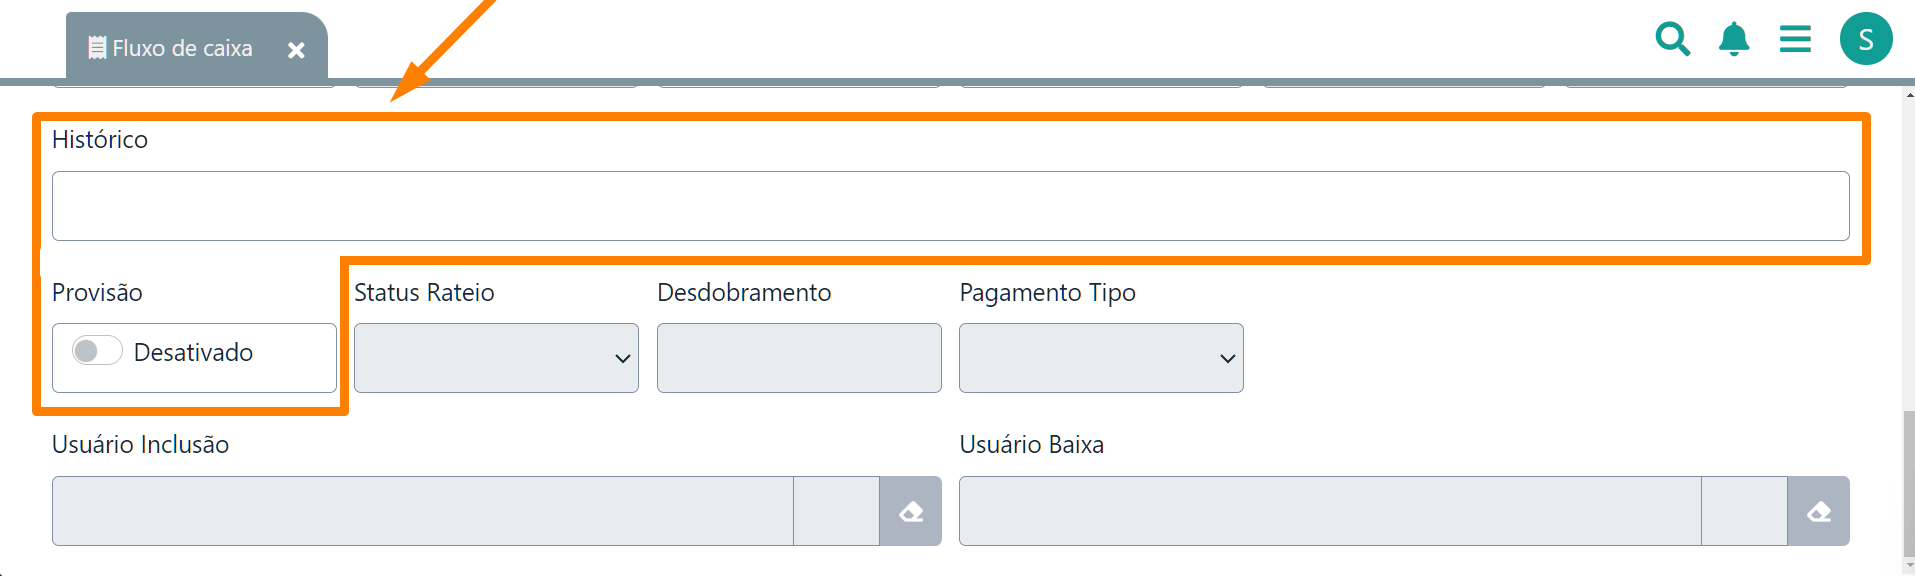 Fluxo de caixa
S
Histórico
Provisão Status Rateio Desdobramento Pagamento Tipo
Desativado
Usuário Inclusão Usuário Baixa